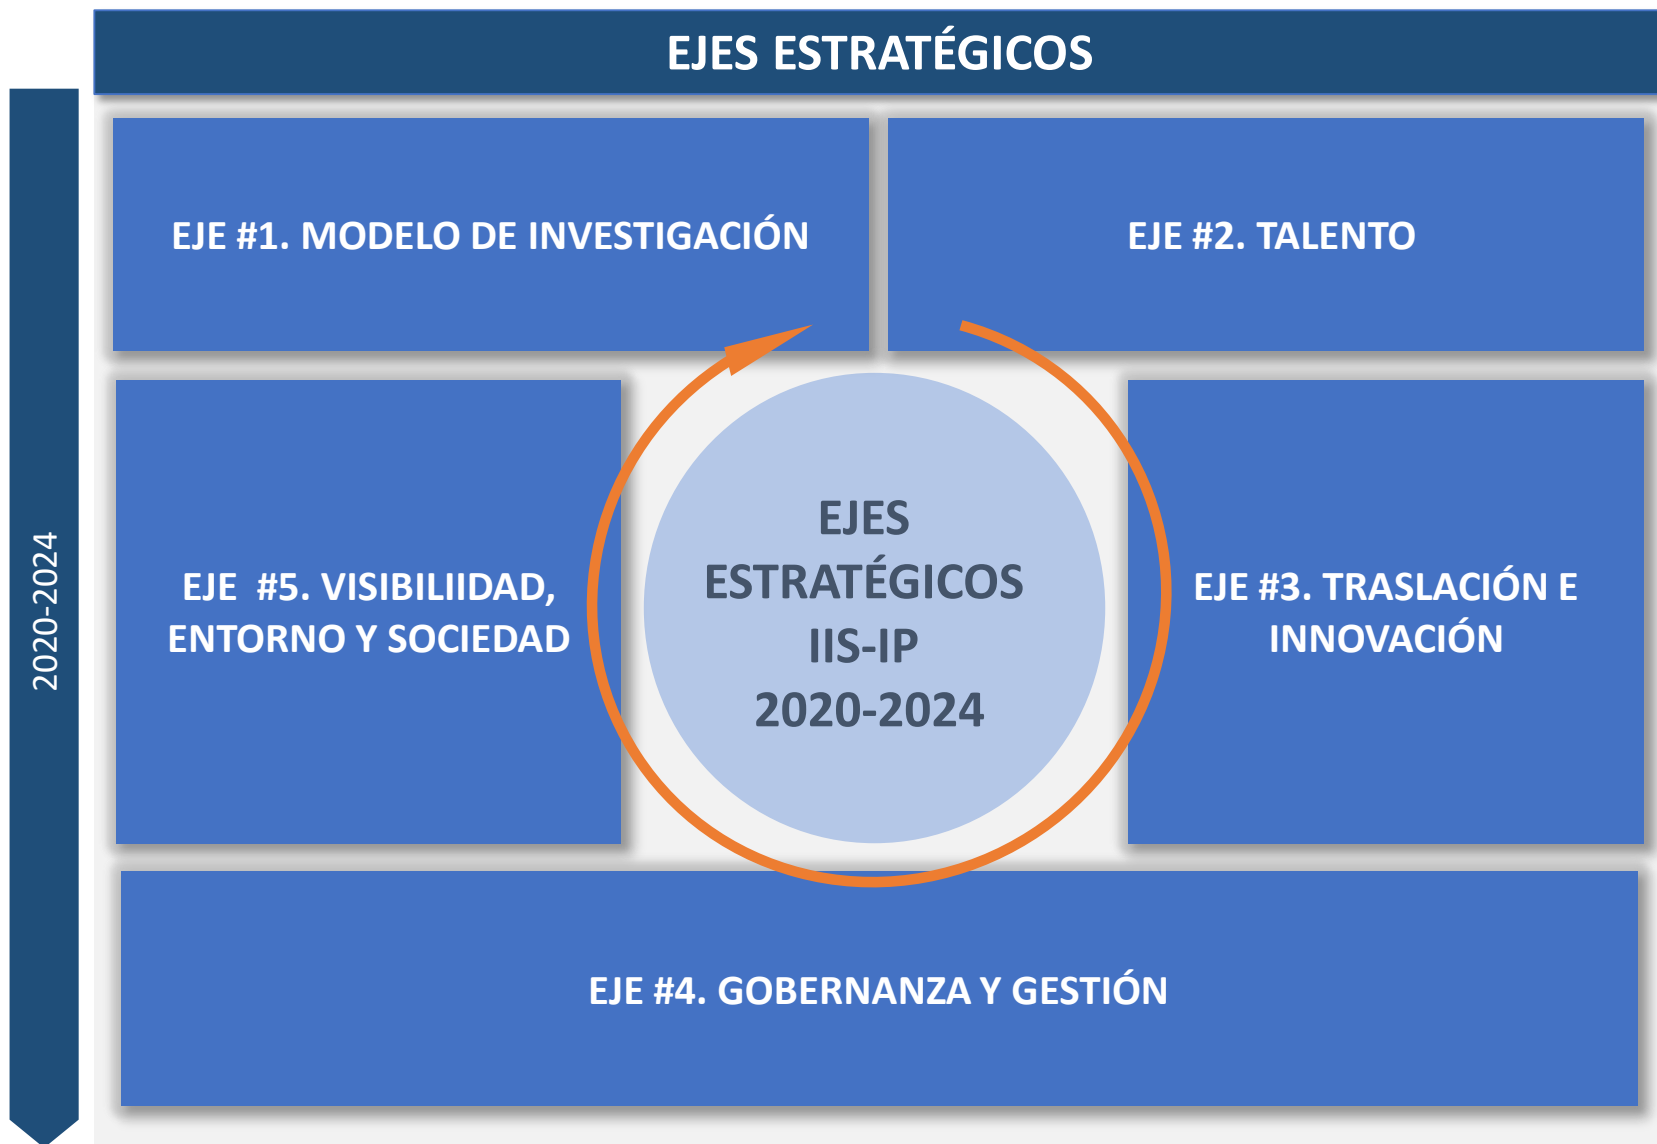 EJES ESTRATÉGICOS
2020-2024
EJE #1. MODELO DE INVESTIGACIÓN
EJE #2. TALENTO
EJE  #5. VISIBILIIDAD,
ENTORNO Y SOCIEDAD
EJES
ESTRATÉGICOS
IIS-IP
2020-2024
EJE #3. TRASLACIÓN E
INNOVACIÓN
EJE #4. GOBERNANZA Y GESTIÓN